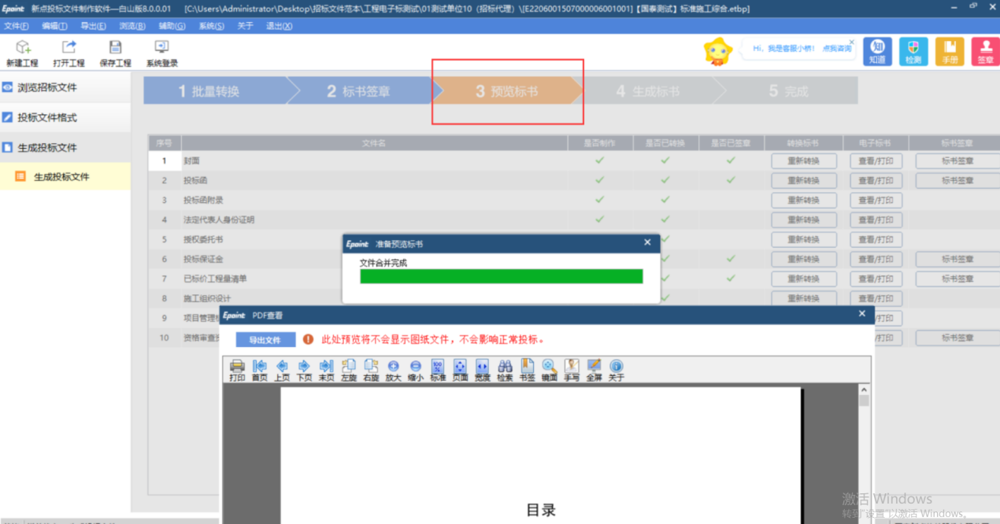 Epoint 新点投标文件制作软件—白山版8.0.0.01 [C:\Users\Administrator\Desktop\招标文件范本\工程电子标测试\01测试单位10（招标代理）\[E2206001507000006001001]【国泰测试】标准施工综合.etbp]
文件(F) 编辑(T) 导出(E) 浏览(B) 辅助(G) 系统(S) 关于 退出(X)
新建工程 打开工程 保存工程 系统登录
Hi，我是客服小桥！ 点我咨询
知 知道 检测 手册 签章
浏览招标文件
投标文件格式
生成投标文件
生成投标文件
1 批量转换 2 标书签章 3 预览标书 4 生成标书 5 完成
序号 文件名 是否制作 是否已转换 是否已签章 转换标书 电子标书 标书签章
1 封面 重新转换 查看/打印 标书签章
2 投标函 重新转换 查看/打印 标书签章
3 投标函附录 重新转换 查看/打印
4 法定代表人身份证明 重新转换 查看/打印
5 授权委托书 重新转换 查看/打印
6 投标保证金 重新转换 查看/打印 标书签章
7 已标价工程量清单 重新转换 查看/打印 标书签章
8 施工组织设计 重新转换 查看/打印
9 项目管理 /打印
10 资格审查 /打印 标书签章
Epoint 准备预览标书
文件合并完成
Epoint PDF查看
导出文件 此处预览将不会显示图纸文件，不会影响正常投标。
打印 首页 上页 下页 末页 左旋 右旋 放大 缩小 标准 页面 宽度 检索 书签 镜面 手写 全屏 关于
目录
激活 Windows
转到"设置"以激活 Windows。